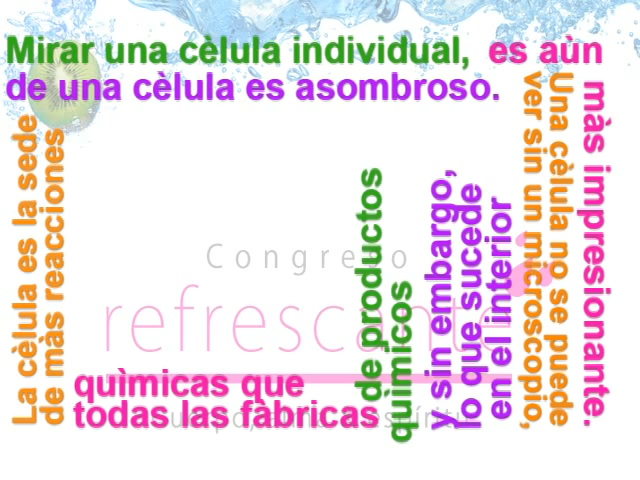 Mirar una cèlula individual, es aùn
màs impresionante.
Una cèlula no se puede
ver sin un microscopio,
y sin embargo,
lo que sucede
en el interior
de una cèlula es asombroso.
La cèlula es la sede
de màs reacciones
quìmicas que
todas las fàbricas
de productos
quìmicos
Congreso
refrescante